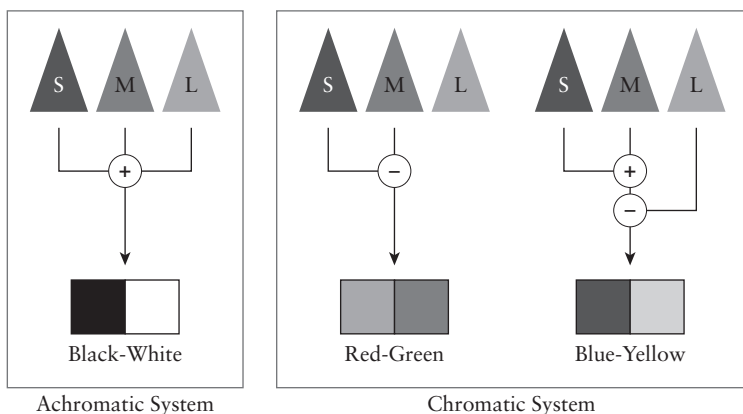 S M L
+
Black-White
Achromatic System
S M L
−
Red-Green
S M L
+
−
Blue-Yellow
Chromatic System